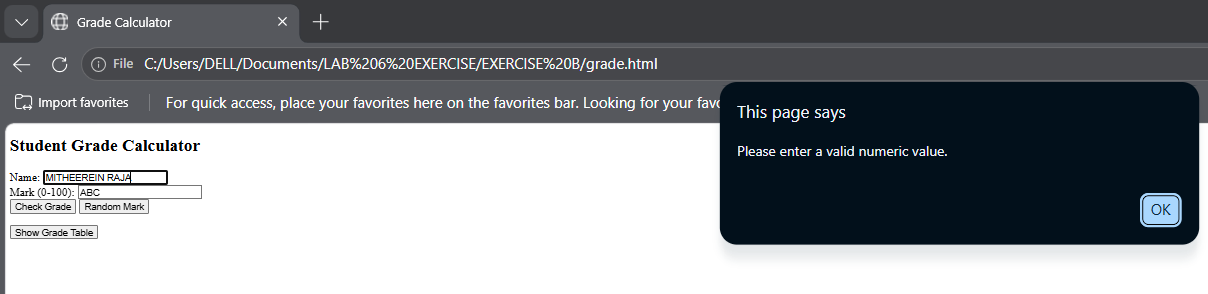 Grade Calculator
File C:/Users/DELL/Documents/LAB%206%20EXERCISE/EXERCISE%20B/grade.html
Import favorites For quick access, place your favorites here on the favorites bar. Looking for your
This page says
Please enter a valid numeric value.
OK
Student Grade Calculator
Name: MITHEEREIN RAJA
Mark (0-100): ABC
Check Grade Random Mark
Show Grade Table